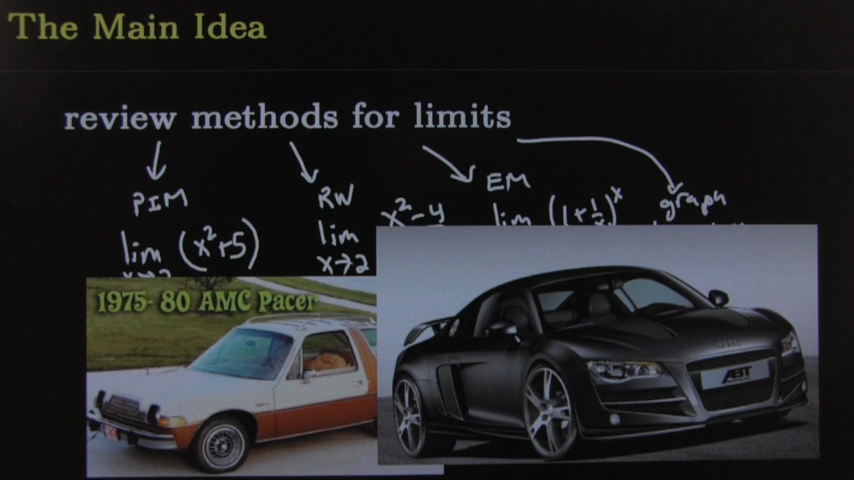 The Main Idea
review methods for limits
PIM RW EM graph
lim (x²+5) lim x²-4 lim (1+1/x)^x
x→2
1975-80 AMC Pacer
ABT